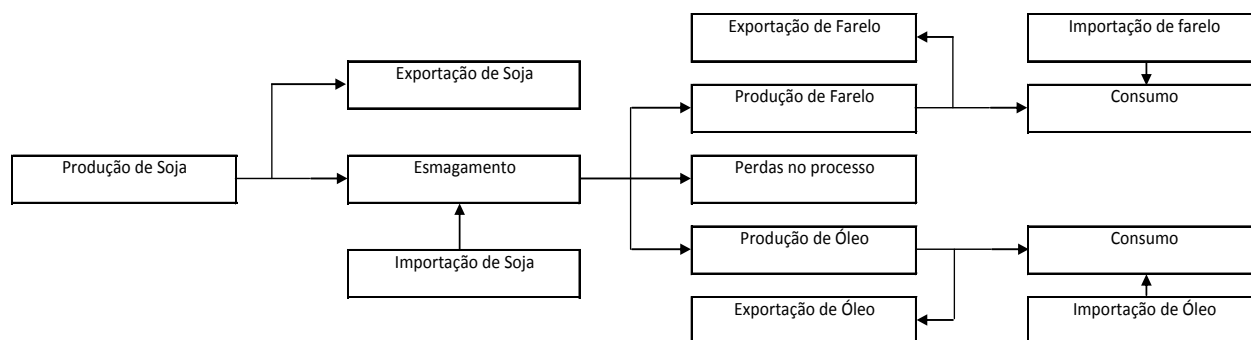 Exportação de Farelo
Importação de farelo
Exportação de Soja
Produção de Farelo
Consumo
Produção de Soja
Esmagamento
Perdas no processo
Produção de Óleo
Consumo
Importação de Soja
Exportação de Óleo
Importação de Óleo